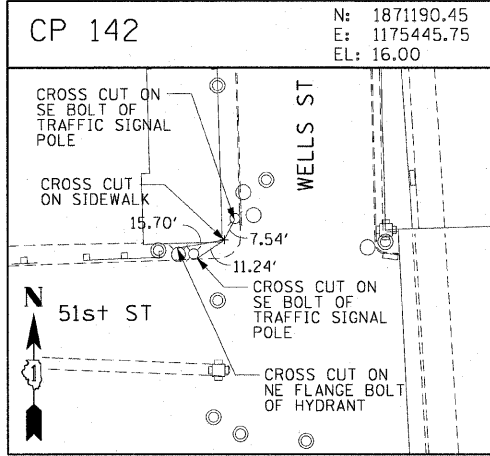 CP 142
N: 1871190.45
E: 1175445.75
EL: 16.00
CROSS CUT ON
SE BOLT OF
TRAFFIC SIGNAL
POLE
WELLS ST
CROSS CUT
ON SIDEWALK
15.70'
7.54'
11.24'
CROSS CUT ON
SE BOLT OF
TRAFFIC SIGNAL
POLE
N
51st ST
1
CROSS CUT ON
NE FLANGE BOLT
OF HYDRANT